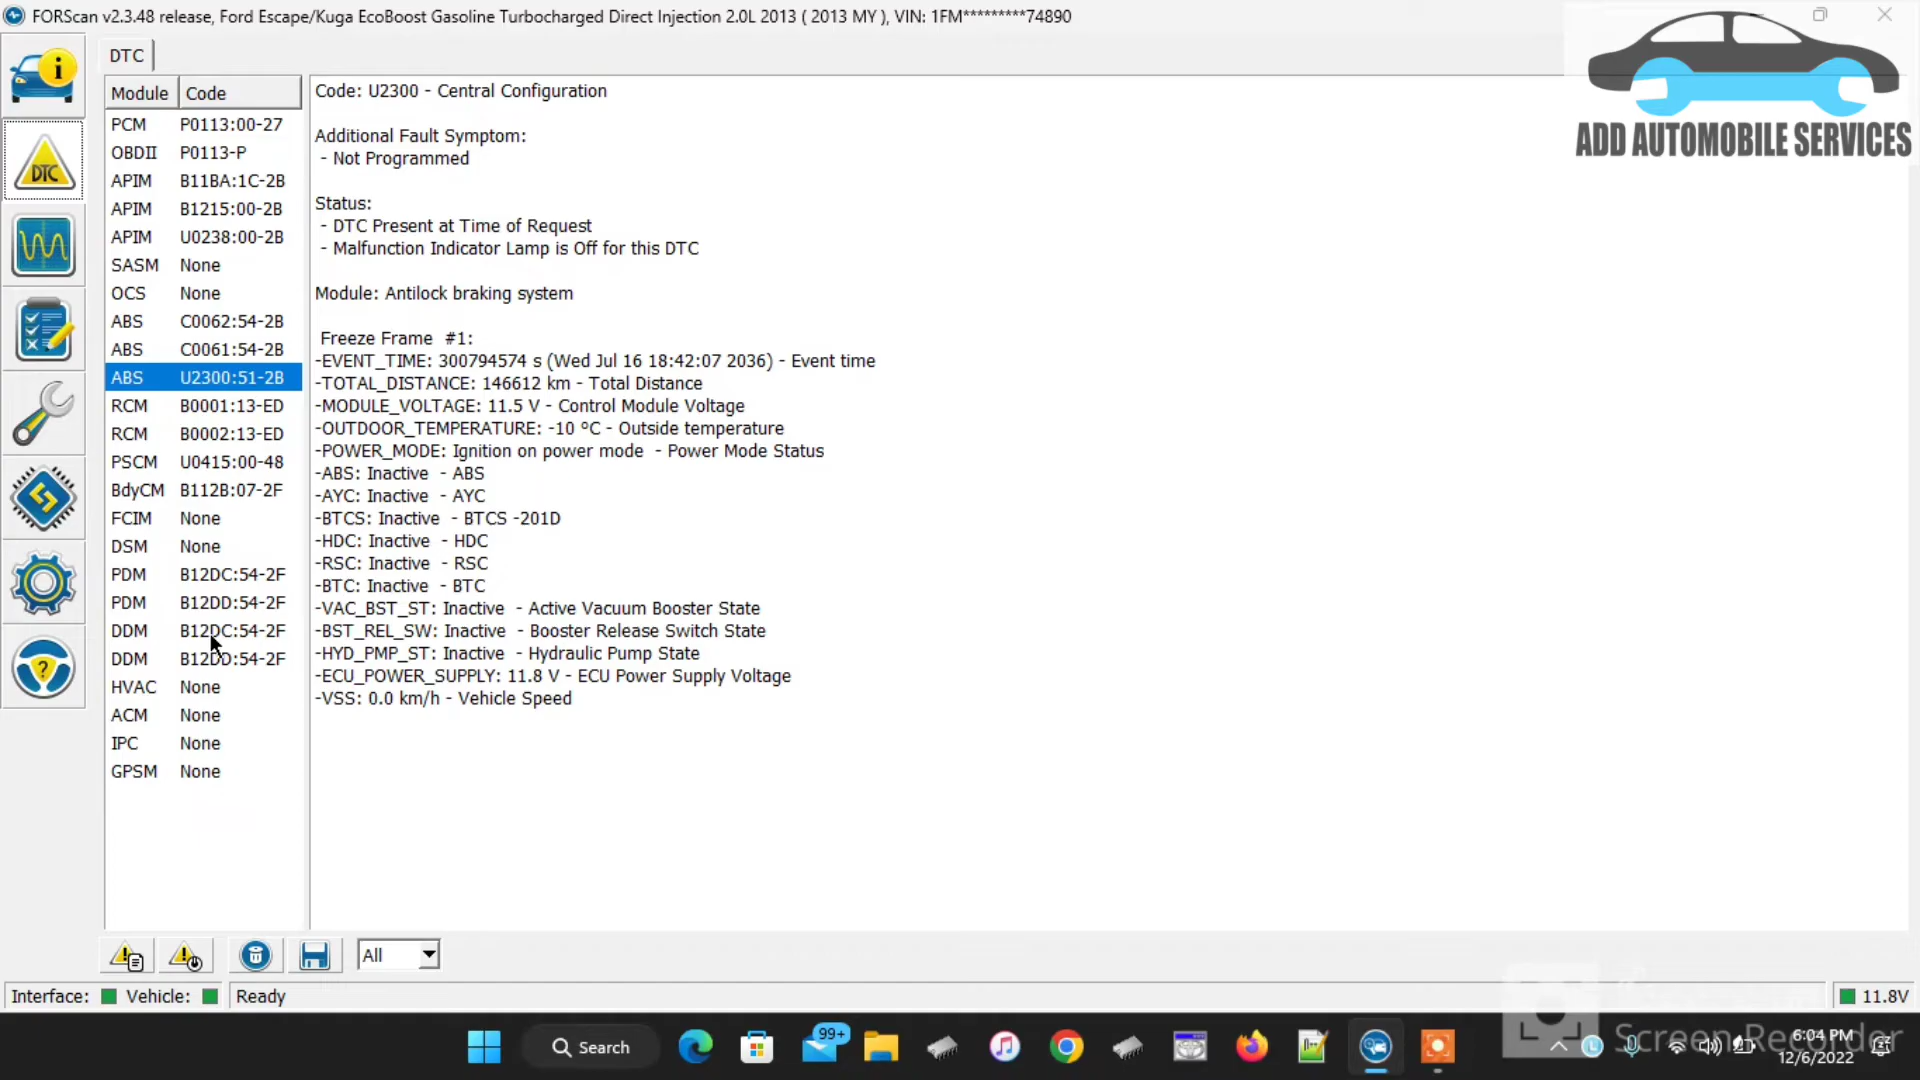 FORScan v2.3.48 release, Ford Escape/Kuga EcoBoost Gasoline Turbocharged Direct Injection 2.0L 2013 ( 2013 MY ), VIN: 1FM*********74890
ADD AUTOMOBILE SERVICES
DTC
Module Code
PCM P0113:00-27
OBDII P0113-P
APIM B11BA:1C-2B
APIM B1215:00-2B
APIM U0238:00-2B
SASM None
OCS None
ABS C0062:54-2B
ABS C0061:54-2B
ABS U2300:51-2B
RCM B0001:13-ED
RCM B0002:13-ED
PSCM U0415:00-48
BdyCM B112B:07-2F
FCIM None
DSM None
PDM B12DC:54-2F
PDM B12DD:54-2F
DDM B12DC:54-2F
DDM B12DD:54-2F
HVAC None
ACM None
IPC None
GPSM None
Code: U2300 - Central Configuration
Additional Fault Symptom:
- Not Programmed
Status:
- DTC Present at Time of Request
- Malfunction Indicator Lamp is Off for this DTC
Module: Antilock braking system
Freeze Frame #1:
-EVENT_TIME: 300794574 s (Wed Jul 16 18:42:07 2036) - Event time
-TOTAL_DISTANCE: 146612 km - Total Distance
-MODULE_VOLTAGE: 11.5 V - Control Module Voltage
-OUTDOOR_TEMPERATURE: -10 ºC - Outside temperature
-POWER_MODE: Ignition on power mode - Power Mode Status
-ABS: Inactive - ABS
-AYC: Inactive - AYC
-BTCS: Inactive - BTCS -201D
-HDC: Inactive - HDC
-RSC: Inactive - RSC
-BTC: Inactive - BTC
-VAC_BST_ST: Inactive - Active Vacuum Booster State
-BST_REL_SW: Inactive - Booster Release Switch State
-HYD_PMP_ST: Inactive - Hydraulic Pump State
-ECU_POWER_SUPPLY: 11.8 V - ECU Power Supply Voltage
-VSS: 0.0 km/h - Vehicle Speed
DTC
All
Interface: Vehicle: Ready
11.8V
Search
99+
Screen Recorder
6:04 PM
12/6/2022